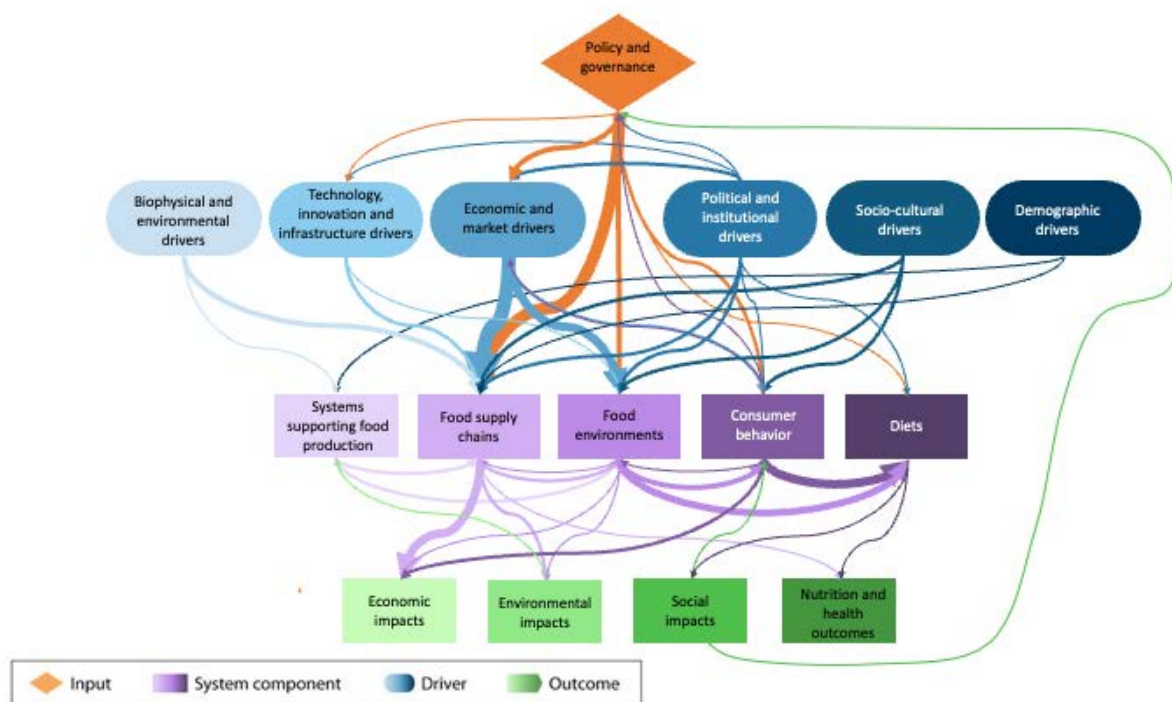 Policy and
governance
Biophysical and
environmental
drivers
Technology,
innovation and
infrastructure drivers
Economic and
market drivers
Political and
institutional
drivers
Socio-cultural
drivers
Demographic
drivers
Systems
supporting food
production
Food supply
chains
Food
environments
Consumer
behavior
Diets
Economic
impacts
Environmental
impacts
Social
impacts
Nutrition and
health
outcomes
Input
System component
Driver
Outcome